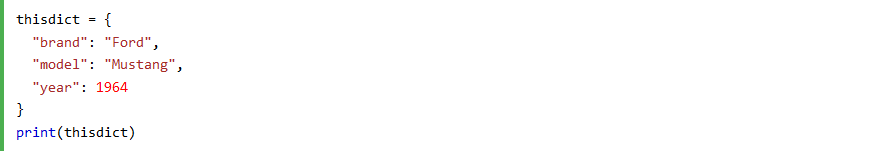 thisdict = {
  "brand": "Ford",
  "model": "Mustang",
  "year": 1964
}
print(thisdict)